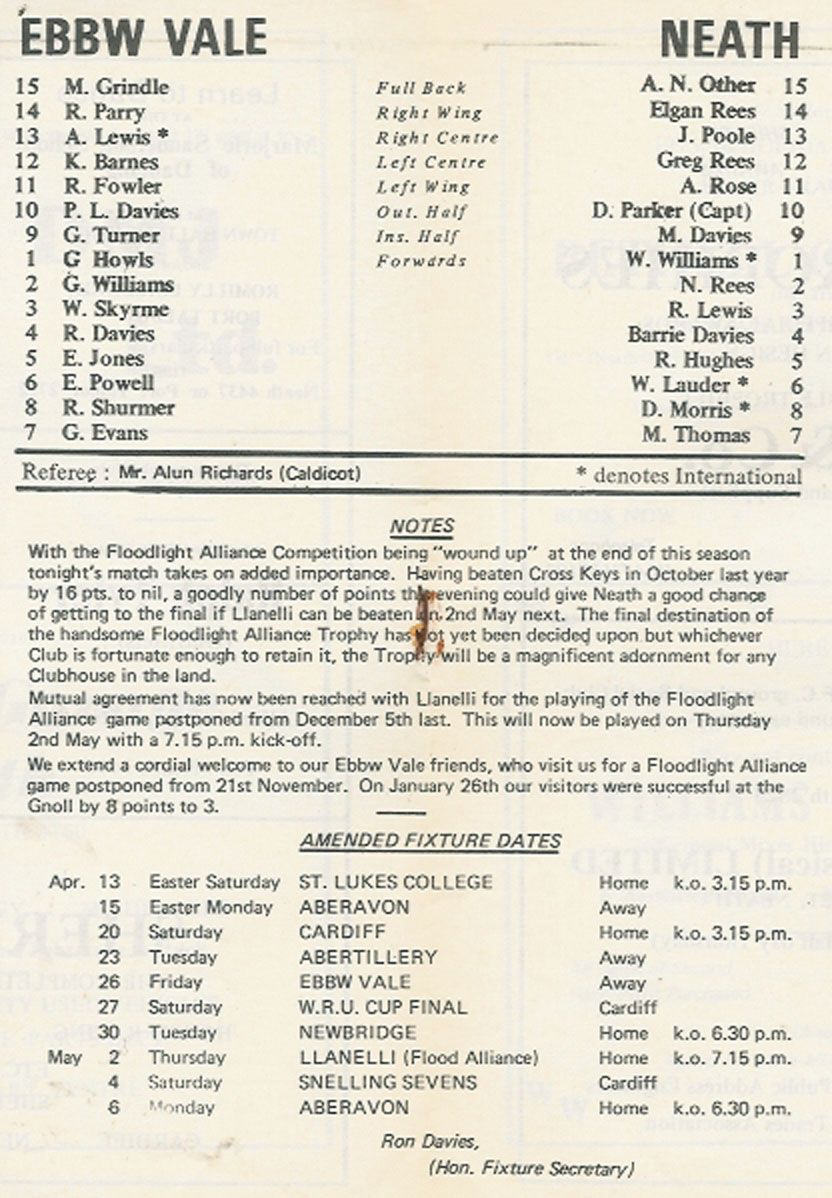 EBBW VALE NEATH
15 M. Grindle Full Back A. N. Other 15
14 R. Parry Right Wing Elgan Rees 14
13 A. Lewis * Right Centre J. Poole 13
12 K. Barnes Left Centre Greg Rees 12
11 R. Fowler Left Wing A. Rose 11
10 P. L. Davies Out. Half D. Parker (Capt) 10
9 G. Turner Ins. Half M. Davies 9
1 G Howls Forwards W. Williams * 1
2 G. Williams N. Rees 2
3 W. Skyrme R. Lewis 3
4 R. Davies Barrie Davies 4
5 E. Jones R. Hughes 5
6 E. Powell W. Lauder * 6
8 R. Shurmer D. Morris * 8
7 G. Evans M. Thomas 7
Referee : Mr. Alun Richards (Caldicot) * denotes International
NOTES
With the Floodlight Alliance Competition being "wound up" at the end of this season
tonight's match takes on added importance. Having beaten Cross Keys in October last year
by 16 pts. to nil, a goodly number of points this evening could give Neath a good chance
of getting to the final if Llanelli can be beaten on 2nd May next. The final destination of
the handsome Floodlight Alliance Trophy has not yet been decided upon but whichever
Club is fortunate enough to retain it, the Trophy will be a magnificent adornment for any
Clubhouse in the land.
Mutual agreement has now been reached with Llanelli for the playing of the Floodlight
Alliance game postponed from December 5th last. This will now be played on Thursday
2nd May with a 7.15 p.m. kick-off.
We extend a cordial welcome to our Ebbw Vale friends, who visit us for a Floodlight Alliance
game postponed from 21st November. On January 26th our visitors were successful at the
Gnoll by 8 points to 3.
AMENDED FIXTURE DATES
Apr. 13 Easter Saturday ST. LUKES COLLEGE Home k.o. 3.15 p.m.
15 Easter Monday ABERAVON Away
20 Saturday CARDIFF Home k.o. 3.15 p.m.
23 Tuesday ABERTILLERY Away
26 Friday EBBW VALE Away
27 Saturday W.R.U. CUP FINAL Cardiff
30 Tuesday NEWBRIDGE Home k.o. 6.30 p.m.
May 2 Thursday LLANELLI (Flood Alliance) Home k.o. 7.15 p.m.
4 Saturday SNELLING SEVENS Cardiff
6 Monday ABERAVON Home k.o. 6.30 p.m.
Ron Davies,
(Hon. Fixture Secretary)